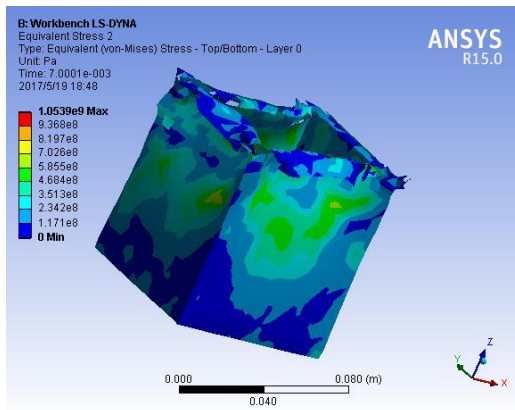 B: Workbench LS-DYNA
Equivalent Stress 2
Type: Equivalent (von-Mises) Stress - Top/Bottom - Layer 0
Unit: Pa
Time: 7.0001e-003
2017/5/19 18:48
ANSYS
R15.0
1.0539e9 Max
9.368e8
8.197e8
7.026e8
5.855e8
4.684e8
3.513e8
2.342e8
1.171e8
0 Min
0.000
0.080 (m)
0.040
Z
Y
X